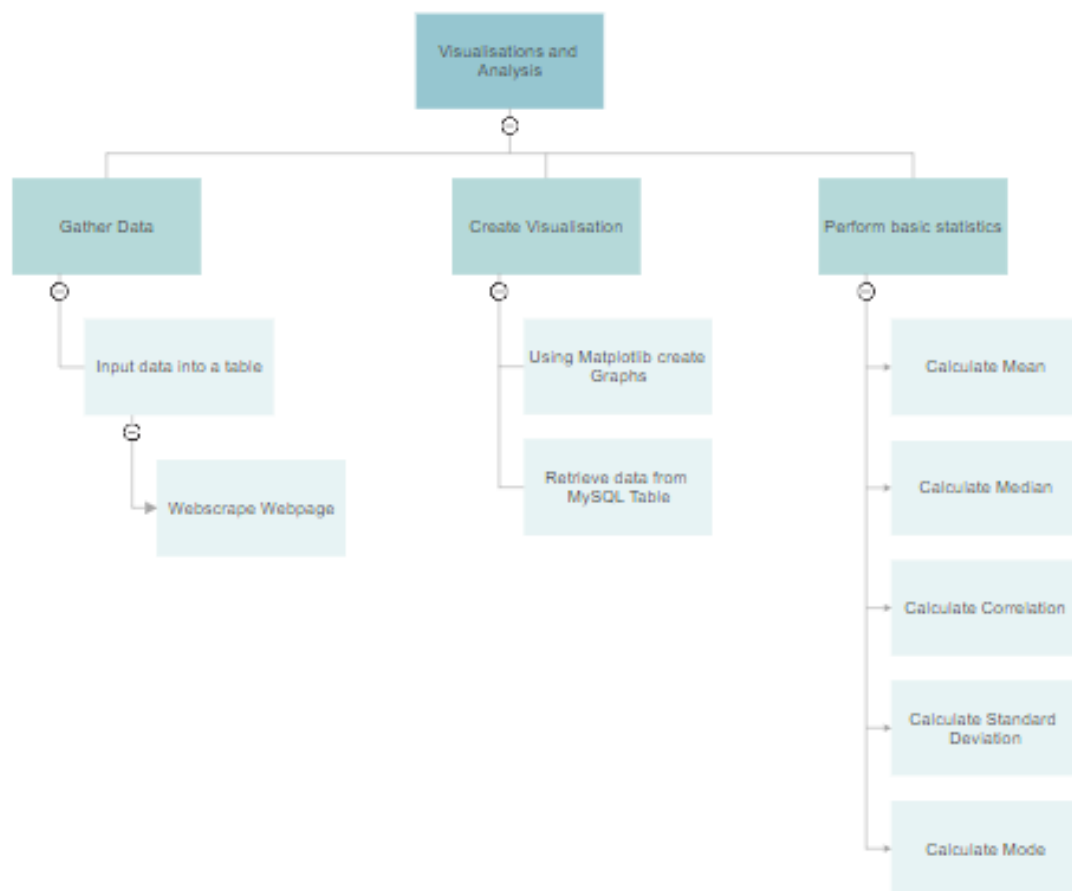 Visualisations and
Analysis
Gather Data
Create Visualisation
Perform basic statistics
Input data into a table
Using Matplotlib create
Graphs
Calculate Mean
Webscrape Webpage
Retrieve data from
MySQL Table
Calculate Median
Calculate Correlation
Calculate Standard
Deviation
Calculate Mode